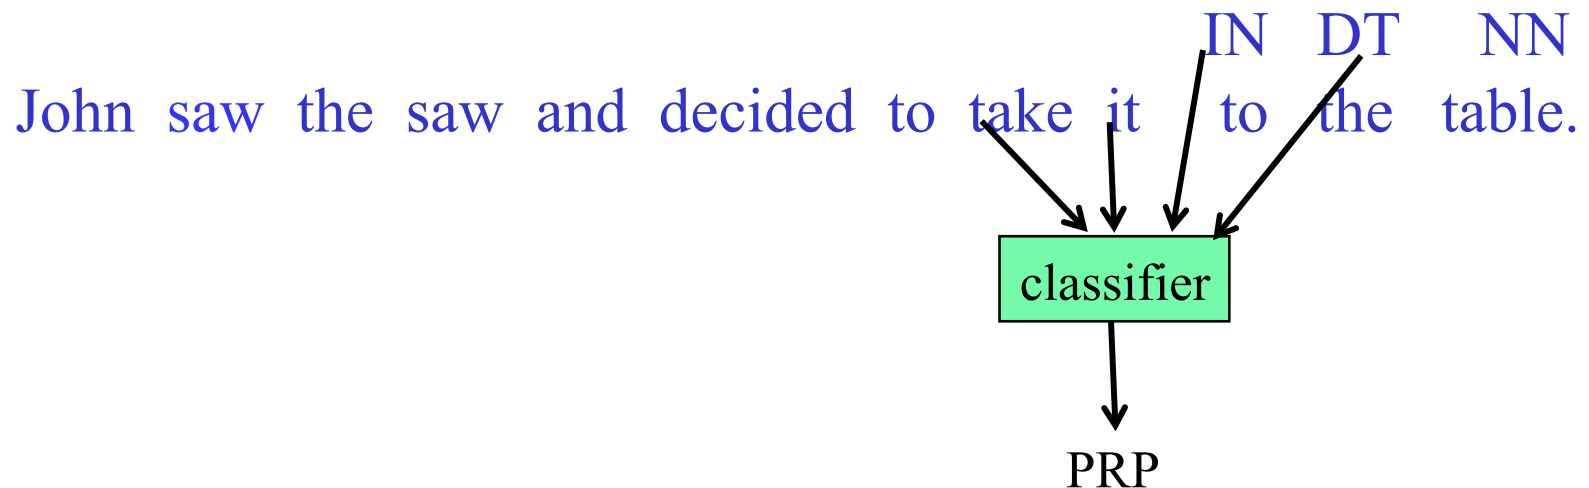 IN DT NN
John saw the saw and decided to take it to the table.
classifier
PRP